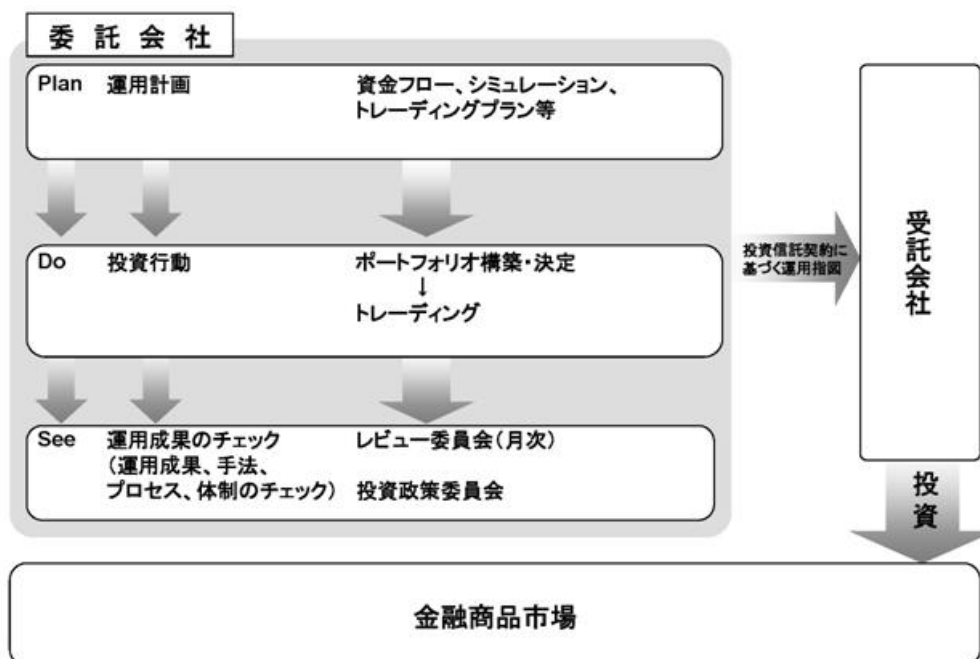 委託会社
Plan 運用計画 資金フロー、シミュレーション、
トレーディングプラン等
Do 投資行動 ポートフォリオ構築・決定
↓
トレーディング
See 運用成果のチェック レビュー委員会(月次)
(運用成果、手法、
プロセス、体制のチェック) 投資政策委員会
投資信託契約に
基づく運用指図
受託会社
投資
金融商品市場